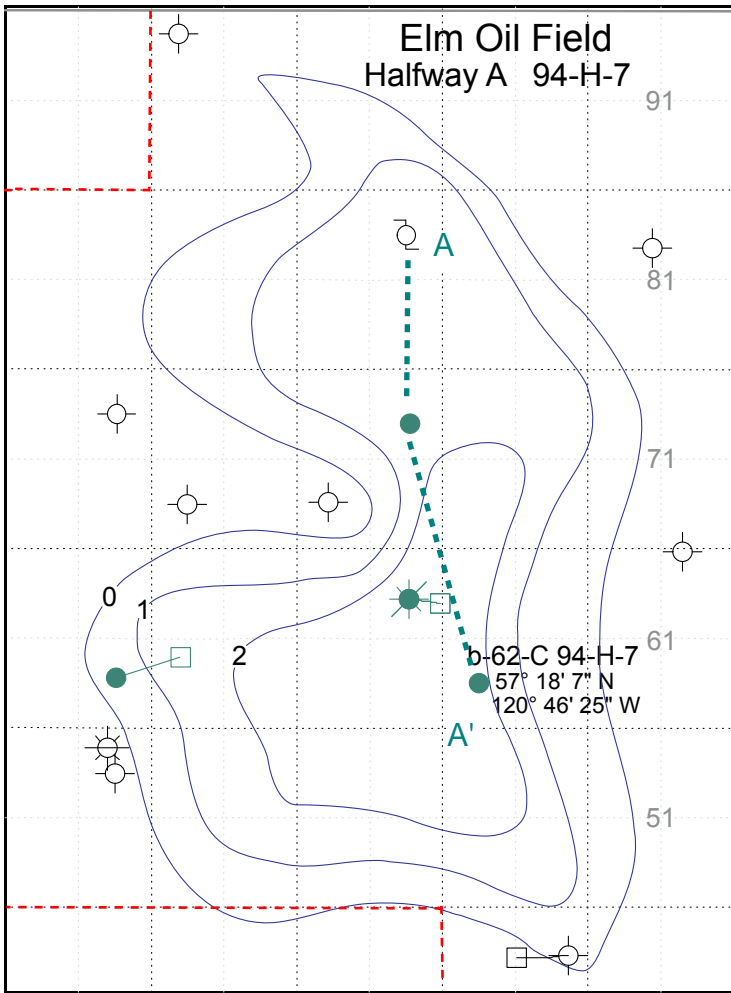 Elm Oil Field
Halfway A 94-H-7
91
A
81
71
0
1
2
61
b-62-C 94-H-7
57° 18' 7" N
120° 46' 25" W
A'
51